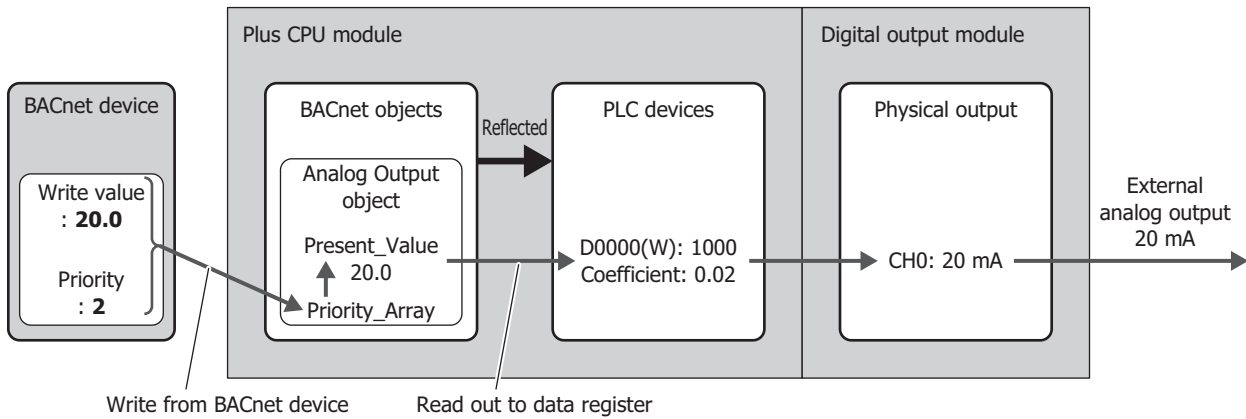 Plus CPU module
Digital output module
BACnet device
BACnet objects
Reflected
PLC devices
Physical output
Write value
: 20.0
Priority
: 2
Analog Output
object
Present_Value
20.0
Priority_Array
D0000(W): 1000
Coefficient: 0.02
CH0: 20 mA
External
analog output
20 mA
Write from BACnet device
Read out to data register